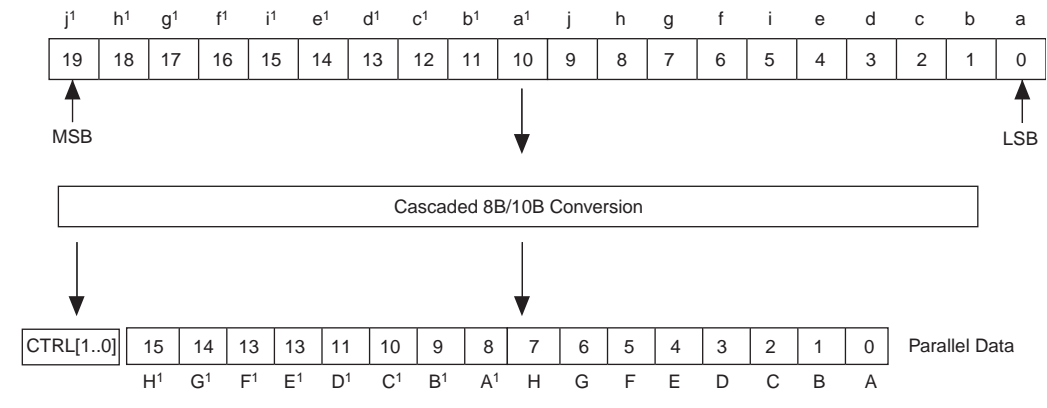 j¹ h¹ g¹ f¹ i¹ e¹ d¹ c¹ b¹ a¹ j h g f i e d c b a
19 18 17 16 15 14 13 12 11 10 9 8 7 6 5 4 3 2 1 0
MSB LSB
Cascaded 8B/10B Conversion
CTRL[1..0] 15 14 13 13 11 10 9 8 7 6 5 4 3 2 1 0 Parallel Data
H¹ G¹ F¹ E¹ D¹ C¹ B¹ A¹ H G F E D C B A